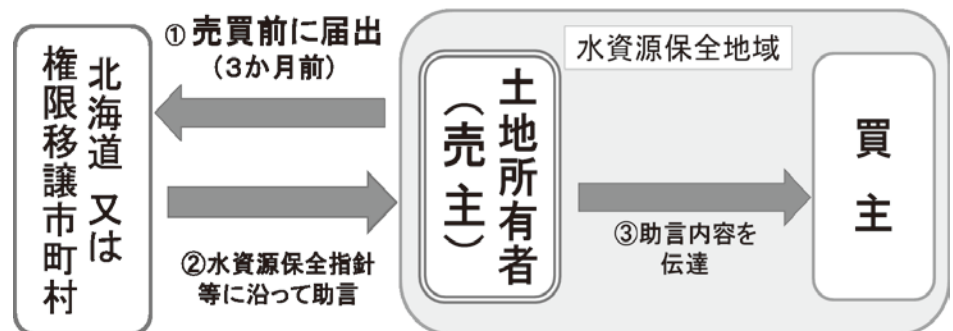 北海道 又は
権限移譲市町村
① 売買前に届出
（3か月前）
②水資源保全指針
等に沿って助言
水資源保全地域
土地所有者
（売主）
③助言内容を
伝達
買主